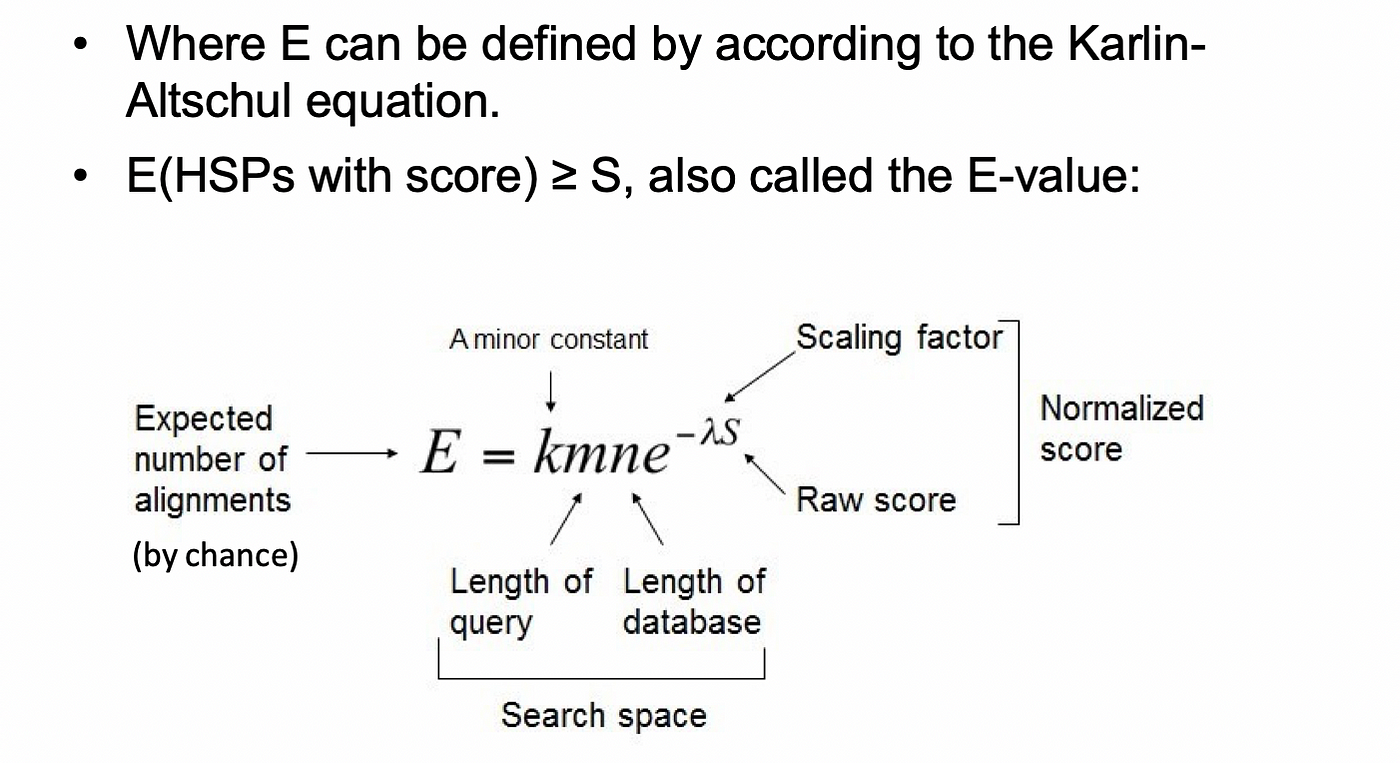 • Where E can be defined by according to the Karlin-
Altschul equation.
• E(HSPs with score) ≥ S, also called the E-value:
A minor constant
Scaling factor
Expected
number of
alignments
(by chance)
E = kmne^{-λS}
Normalized
score
Raw score
Length of
query
Length of
database
Search space